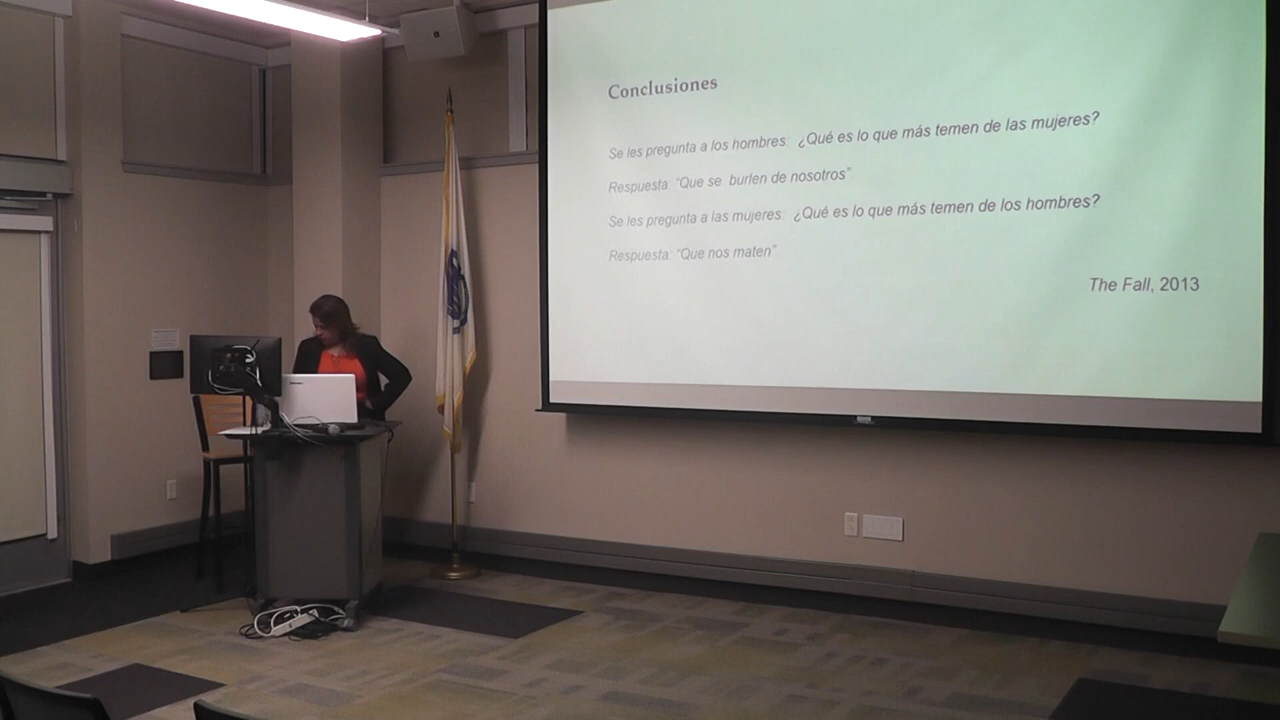 Conclusiones
Se les pregunta a los hombres: ¿Qué es lo que más temen de las mujeres?
Respuesta: “Que se burlen de nosotros”
Se les pregunta a las mujeres: ¿Qué es lo que más temen de los hombres?
Respuesta: “Que nos maten”
The Fall, 2013